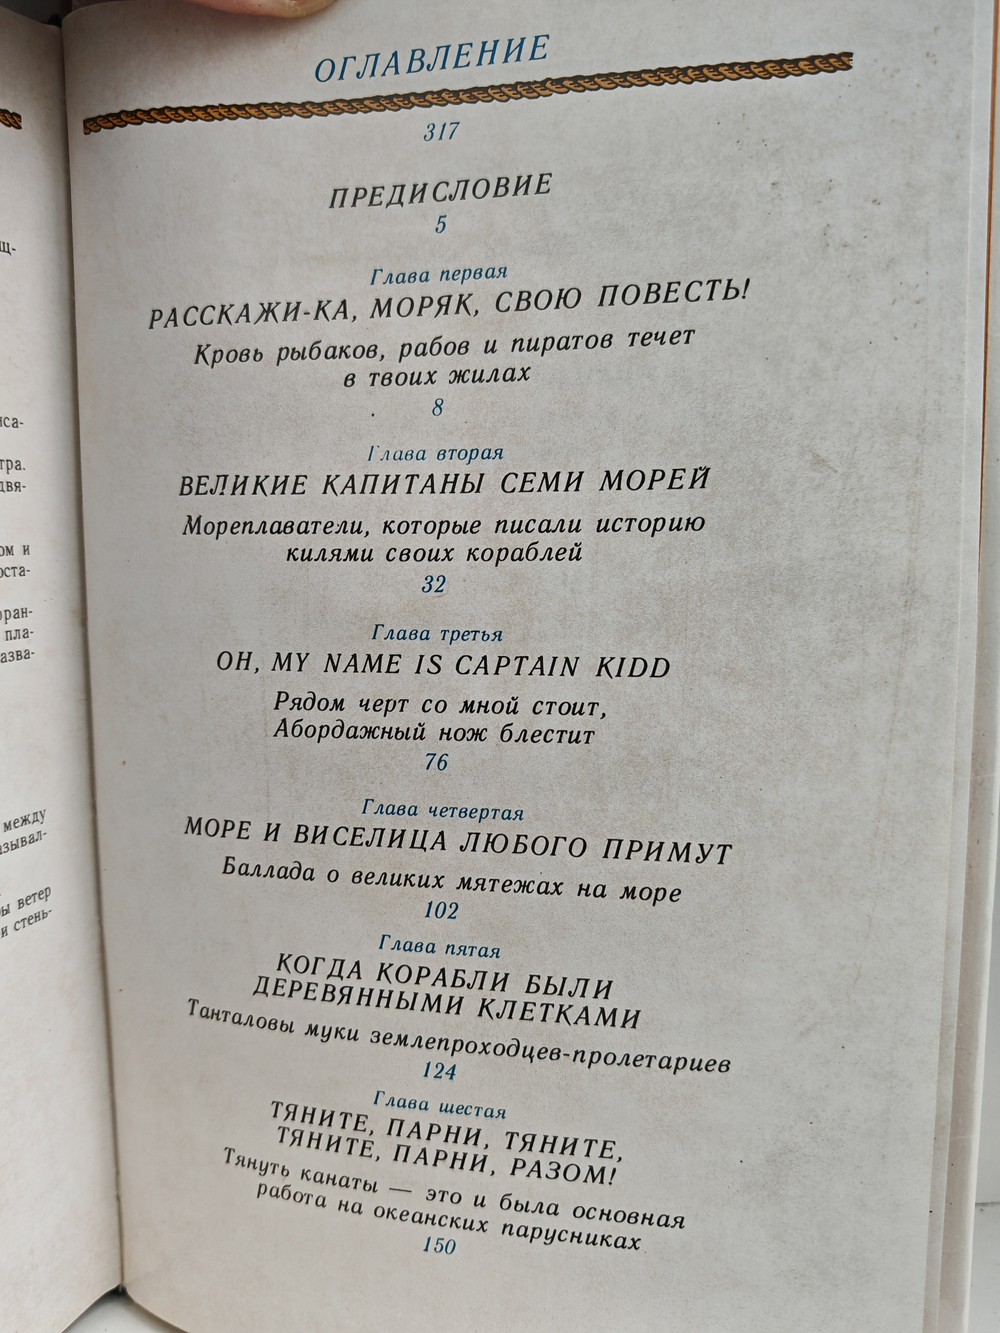 ОГЛАВЛЕНИЕ
317
ПРЕДИСЛОВИЕ
5
Глава первая
РАССКАЖИ-КА, МОРЯК, СВОЮ ПОВЕСТЬ!
Кровь рыбаков, рабов и пиратов течет
в твоих жилах
8
Глава вторая
ВЕЛИКИЕ КАПИТАНЫ СЕМИ МОРЕЙ
Мореплаватели, которые писали историю
килями своих кораблей
32
Глава третья
OH, MY NAME IS CAPTAIN KIDD
Рядом черт со мной стоит,
Абордажный нож блестит
76
Глава четвертая
МОРЕ И ВИСЕЛИЦА ЛЮБОГО ПРИМУТ
Баллада о великих мятежах на море
102
Глава пятая
КОГДА КОРАБЛИ БЫЛИ
ДЕРЕВЯННЫМИ КЛЕТКАМИ
Танталовы муки землепроходцев-пролетариев
124
Глава шестая
ТЯНИТЕ, ПАРНИ, ТЯНИТЕ,
ТЯНИТЕ, ПАРНИ, РАЗОМ!
Тянуть канаты — это и была основная
работа на океанских парусниках
150